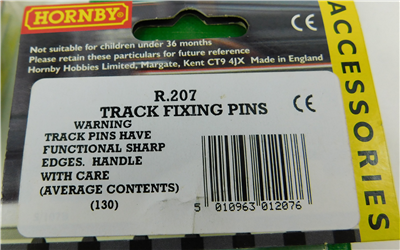 HORNBY
Not suitable for children under 36 months
Please retain these particulars for future reference
Hornby Hobbies Limited, Margate, Kent CT9 4JX Made in England
CE
ACCESSORIES
R.207
TRACK FIXING PINS
CE
WARNING
TRACK PINS HAVE
FUNCTIONAL SHARP
EDGES. HANDLE
WITH CARE
(AVERAGE CONTENTS)
(130)
5 010963 012076